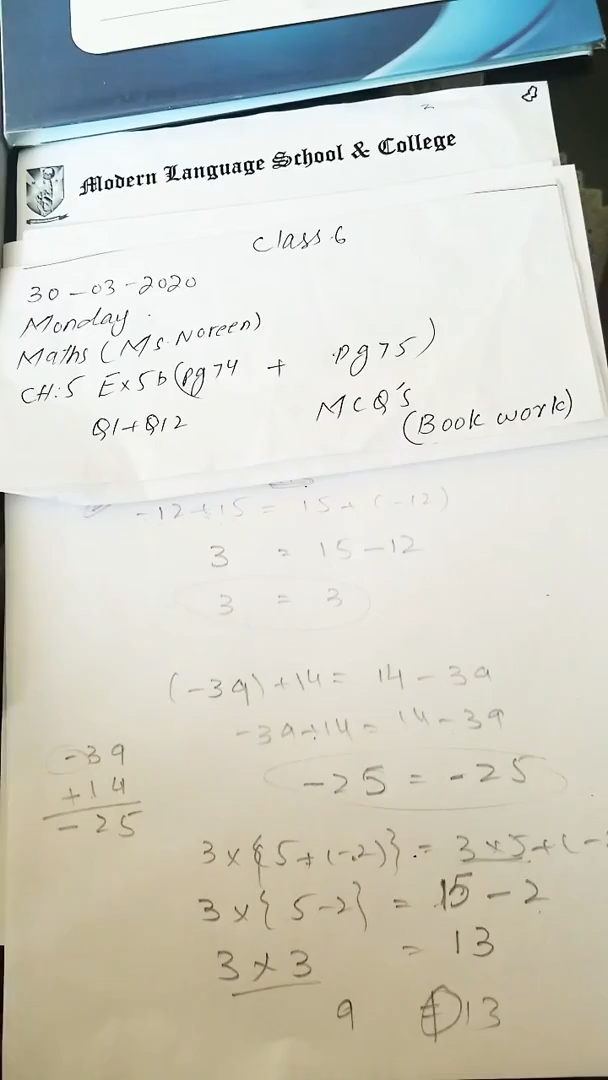 Modern Language School & College
Class.6
30-03-2020
Monday.
Maths (Ms. Noreen)
CH:5 Ex 5b (pg 74 + pg 75)
Q1+Q12 MCQ's
(Book work)
-12+15 = 15+(-12)
3 = 15-12
3 = 3
(-39)+14 = 14-39
-39+14 = 14-39
-39
+14
-25
-25 = -25
3×{5+(-2)} = 3×5+(-
3×{5-2} = 15-2
3×3 = 13
9 ≠ 13